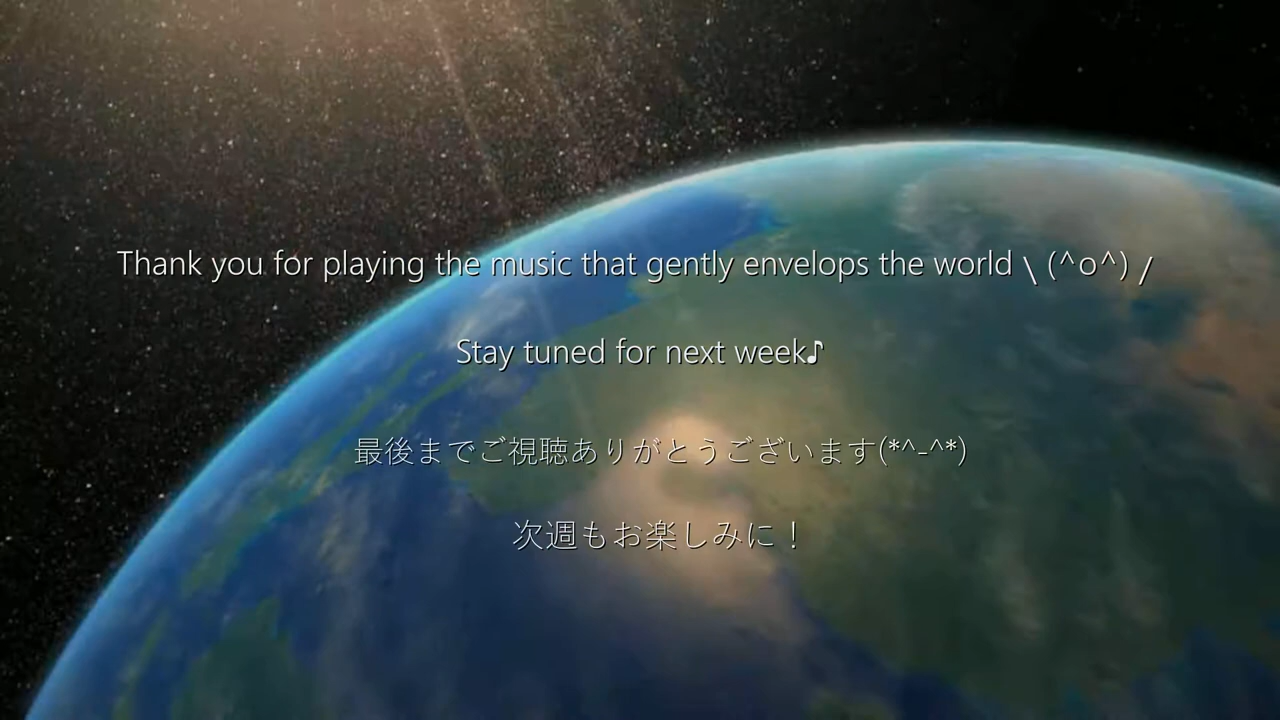 Thank you for playing the music that gently envelops the world \ (^o^) /
Stay tuned for next week♪
最後までご視聴ありがとうございます(*^-^*)
次週もお楽しみに！